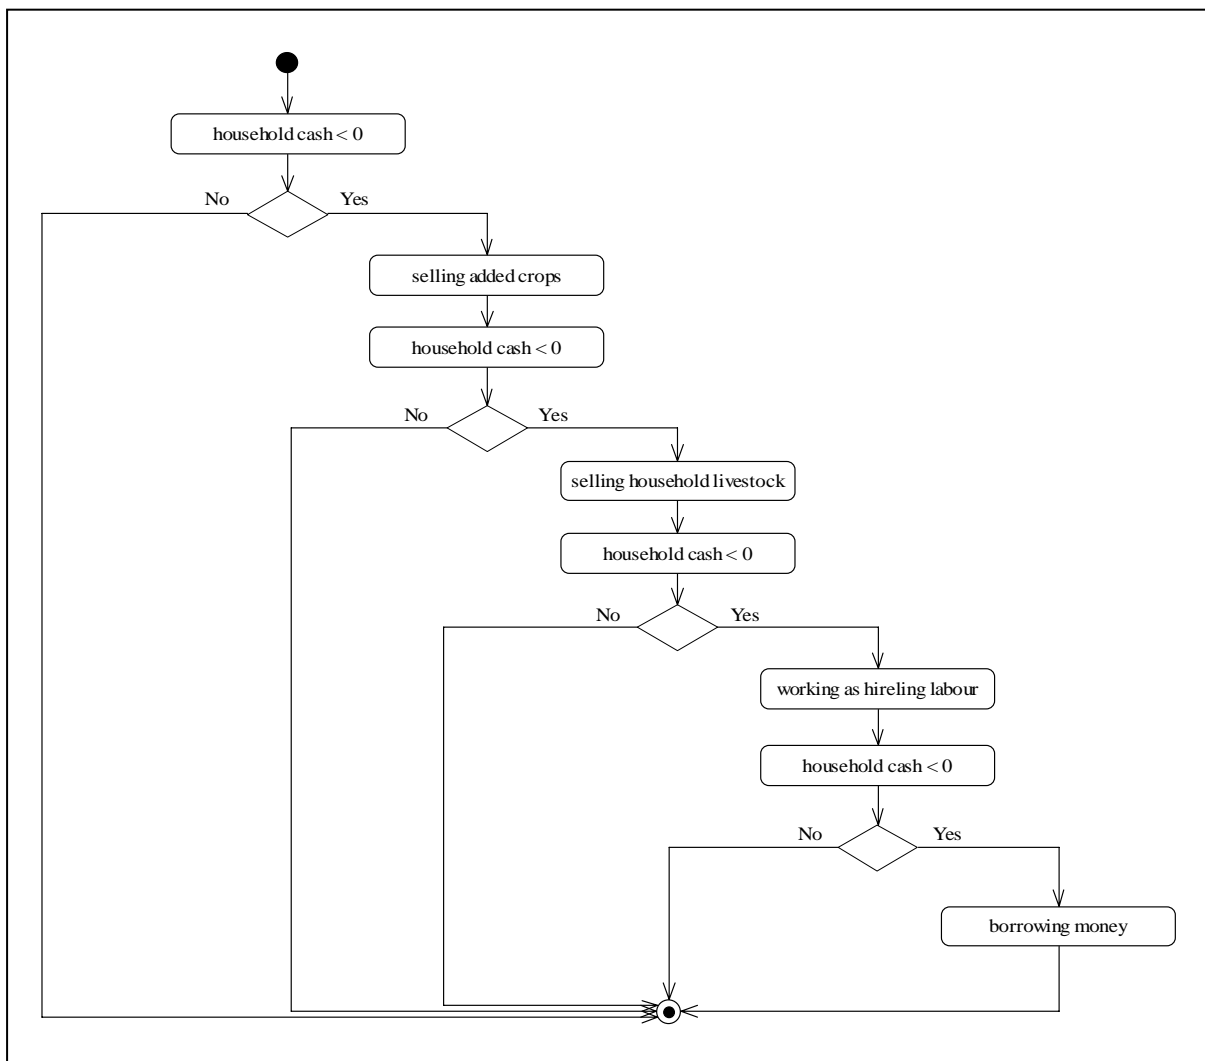 household cash < 0
No
Yes
selling added crops
household cash < 0
No
Yes
selling household livestock
household cash < 0
No
Yes
working as hireling labour
household cash < 0
No
Yes
borrowing money